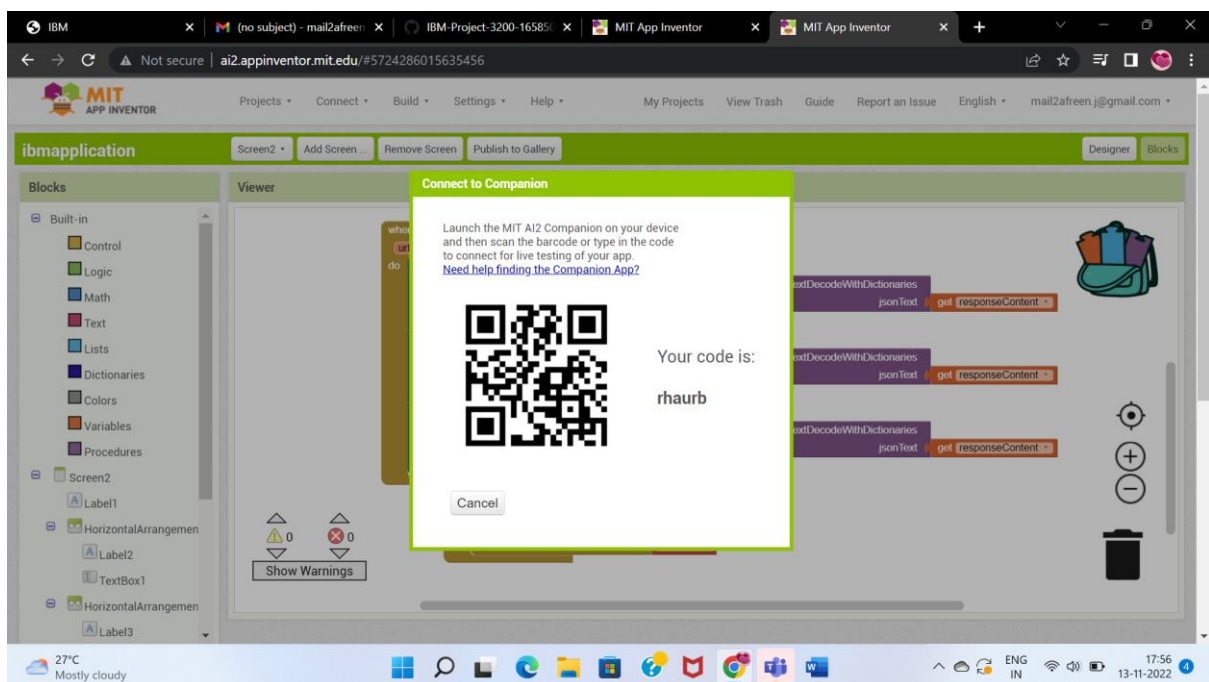 IBM
(no subject) - mail2afreen
IBM-Project-3200-165850
MIT App Inventor
MIT App Inventor
Not secure | ai2.appinventor.mit.edu/#5724286015635456
MIT
APP INVENTOR
Projects Connect Build Settings Help My Projects View Trash Guide Report an Issue English mail2afreen.j@gmail.com
ibmapplication
Screen2 Add Screen ... Remove Screen Publish to Gallery Designer Blocks
Blocks
Viewer
Built-in
Control
Logic
Math
Text
Lists
Dictionaries
Colors
Variables
Procedures
Screen2
Label1
HorizontalArrangemen
Label2
TextBox1
HorizontalArrangemen
Label3
do
Connect to Companion
Launch the MIT AI2 Companion on your device
and then scan the barcode or type in the code
to connect for live testing of your app.
Need help finding the Companion App?
Your code is:
rhaurb
Cancel
extDecodeWithDictionaries
jsonText get responseContent
extDecodeWithDictionaries
jsonText get responseContent
extDecodeWithDictionaries
jsonText get responseContent
0 0
Show Warnings
27°C
Mostly cloudy
ENG
IN
17:56
13-11-2022
4